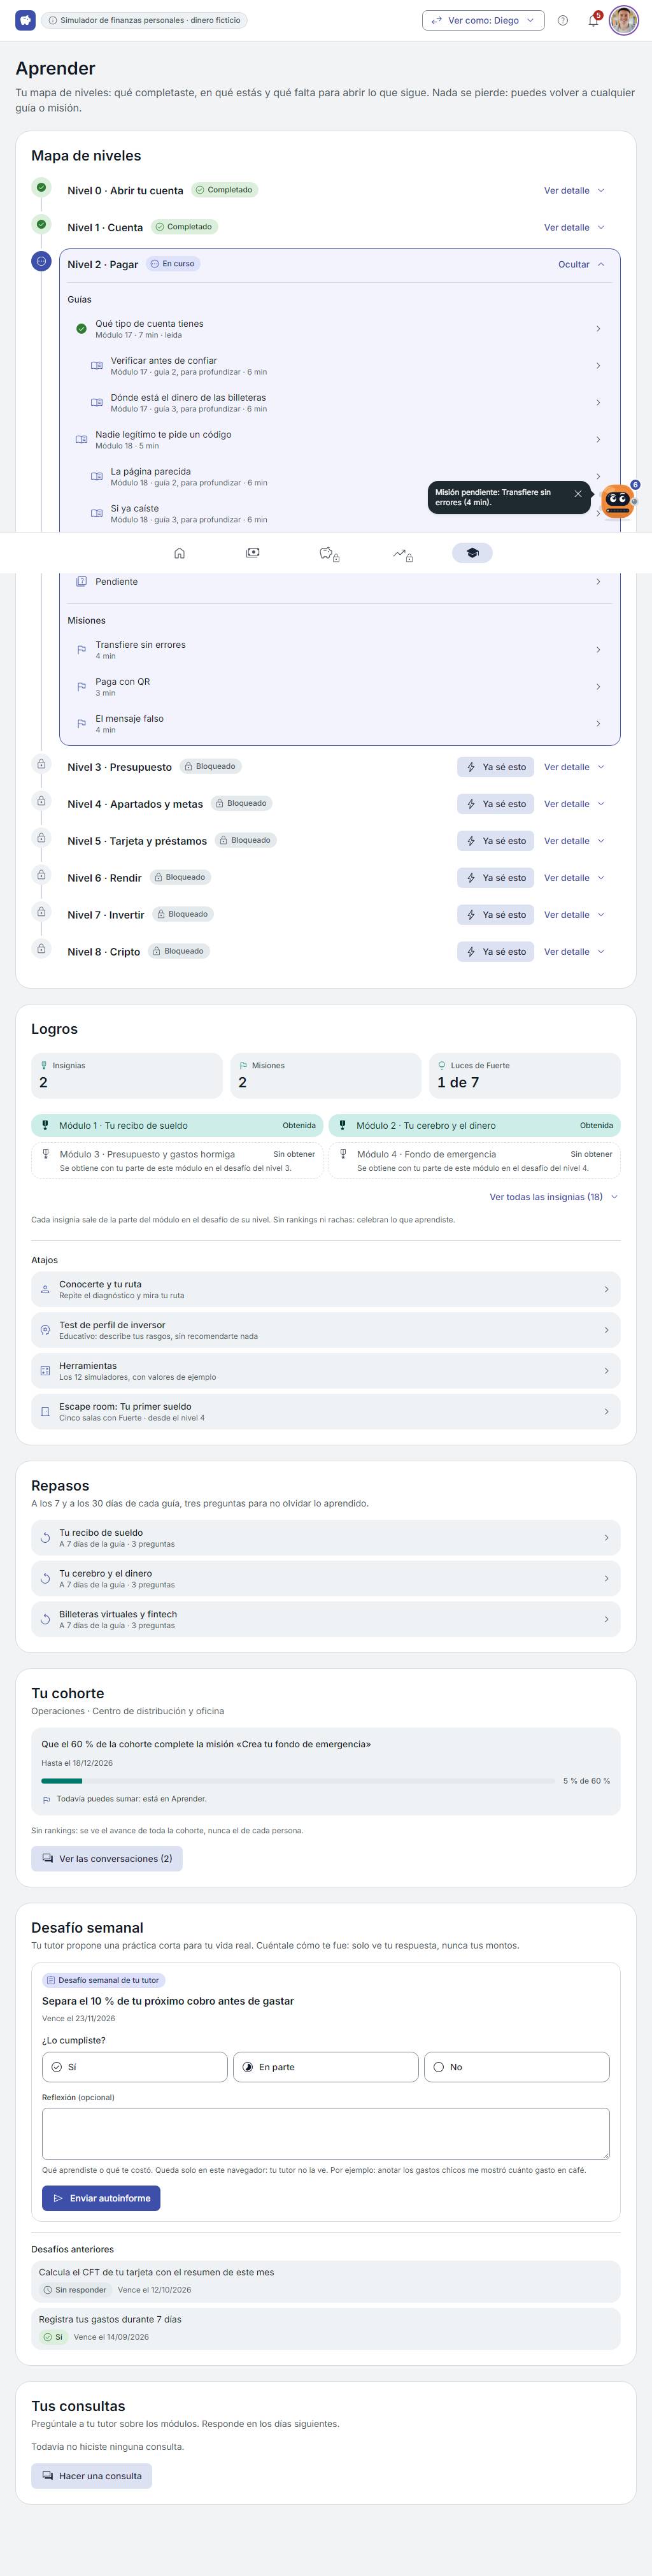 Simulador de finanzas personales · dinero ficticio
Ver como: Diego
5
Aprender
Tu mapa de niveles: qué completaste, en qué estás y qué falta para abrir lo que sigue. Nada se pierde: puedes volver a cualquier
guía o misión.
Mapa de niveles
Nivel 0 · Abrir tu cuenta
Completado
Ver detalle
Nivel 1 · Cuenta
Completado
Ver detalle
Nivel 2 · Pagar
En curso
Ocultar
Guías
Qué tipo de cuenta tienes
Módulo 17 · 7 min · leída
Verificar antes de confiar
Módulo 17 · guía 2, para profundizar · 6 min
Dónde está el dinero de las billeteras
Módulo 17 · guía 3, para profundizar · 6 min
Nadie legítimo te pide un código
Módulo 18 · 5 min
La página parecida
Módulo 18 · guía 2, para profundizar · 6 min
Misión pendiente: Transfiere sin
errores (4 min).
6
Si ya caíste
Módulo 18 · guía 3, para profundizar · 6 min
Pendiente
Misiones
Transfiere sin errores
4 min
Paga con QR
3 min
El mensaje falso
4 min
Nivel 3 · Presupuesto
Bloqueado
Ya sé esto
Ver detalle
Nivel 4 · Apartados y metas
Bloqueado
Ya sé esto
Ver detalle
Nivel 5 · Tarjeta y préstamos
Bloqueado
Ya sé esto
Ver detalle
Nivel 6 · Rendir
Bloqueado
Ya sé esto
Ver detalle
Nivel 7 · Invertir
Bloqueado
Ya sé esto
Ver detalle
Nivel 8 · Cripto
Bloqueado
Ya sé esto
Ver detalle
Logros
Insignias
2
Misiones
2
Luces de Fuerte
1 de 7
Módulo 1 · Tu recibo de sueldo
Obtenida
Módulo 2 · Tu cerebro y el dinero
Obtenida
Módulo 3 · Presupuesto y gastos hormiga
Sin obtener
Se obtiene con tu parte de este módulo en el desafío del nivel 3.
Módulo 4 · Fondo de emergencia
Sin obtener
Se obtiene con tu parte de este módulo en el desafío del nivel 4.
Ver todas las insignias (18)
Cada insignia sale de la parte del módulo en el desafío de su nivel. Sin rankings ni rachas: celebran lo que aprendiste.
Atajos
Conocerte y tu ruta
Repite el diagnóstico y mira tu ruta
Test de perfil de inversor
Educativo: describe tus rasgos, sin recomendarte nada
Herramientas
Los 12 simuladores, con valores de ejemplo
Escape room: Tu primer sueldo
Cinco salas con Fuerte · desde el nivel 4
Repasos
A los 7 y a los 30 días de cada guía, tres preguntas para no olvidar lo aprendido.
Tu recibo de sueldo
A 7 días de la guía · 3 preguntas
Tu cerebro y el dinero
A 7 días de la guía · 3 preguntas
Billeteras virtuales y fintech
A 7 días de la guía · 3 preguntas
Tu cohorte
Operaciones · Centro de distribución y oficina
Que el 60 % de la cohorte complete la misión «Crea tu fondo de emergencia»
Hasta el 18/12/2026
5 % de 60 %
Todavía puedes sumar: está en Aprender.
Sin rankings: se ve el avance de toda la cohorte, nunca el de cada persona.
Ver las conversaciones (2)
Desafío semanal
Tu tutor propone una práctica corta para tu vida real. Cuéntale cómo te fue: solo ve tu respuesta, nunca tus montos.
Desafío semanal de tu tutor
Separa el 10 % de tu próximo cobro antes de gastar
Vence el 23/11/2026
¿Lo cumpliste?
Sí
En parte
No
Reflexión (opcional)
Qué aprendiste o qué te costó. Queda solo en este navegador: tu tutor no la ve. Por ejemplo: anotar los gastos chicos me mostró cuánto gasto en café.
Enviar autoinforme
Desafíos anteriores
Calcula el CFT de tu tarjeta con el resumen de este mes
Sin responder
Vence el 12/10/2026
Registra tus gastos durante 7 días
Sí
Vence el 14/09/2026
Tus consultas
Pregúntale a tu tutor sobre los módulos. Responde en los días siguientes.
Todavía no hiciste ninguna consulta.
Hacer una consulta